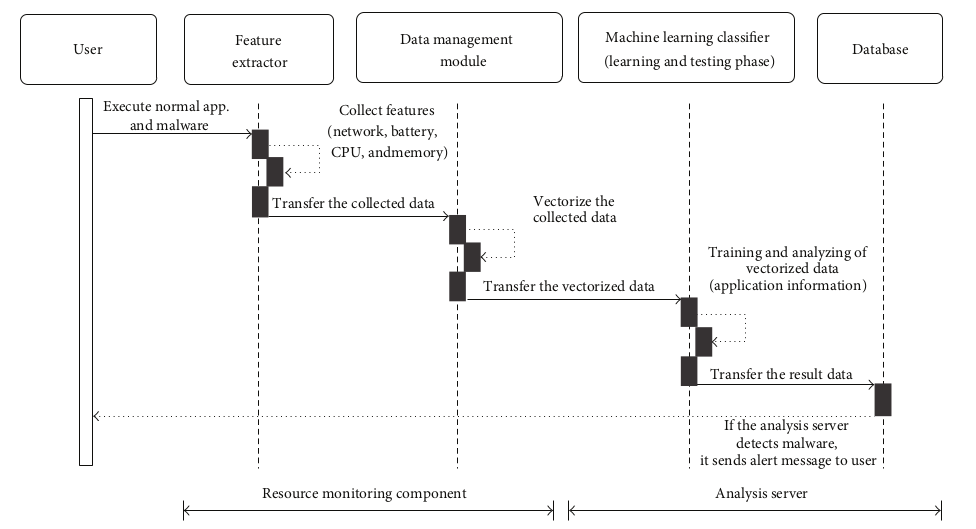 User
Feature
extractor
Data management
module
Machine learning classifier
(learning and testing phase)
Database
Execute normal app.
and malware
Collect features
(network, battery,
CPU, andmemory)
Transfer the collected data
Vectorize the
collected data
Transfer the vectorized data
Training and analyzing of
vectorized data
(application information)
Transfer the result data
If the analysis server
detects malware,
it sends alert message to user
Resource monitoring component
Analysis server